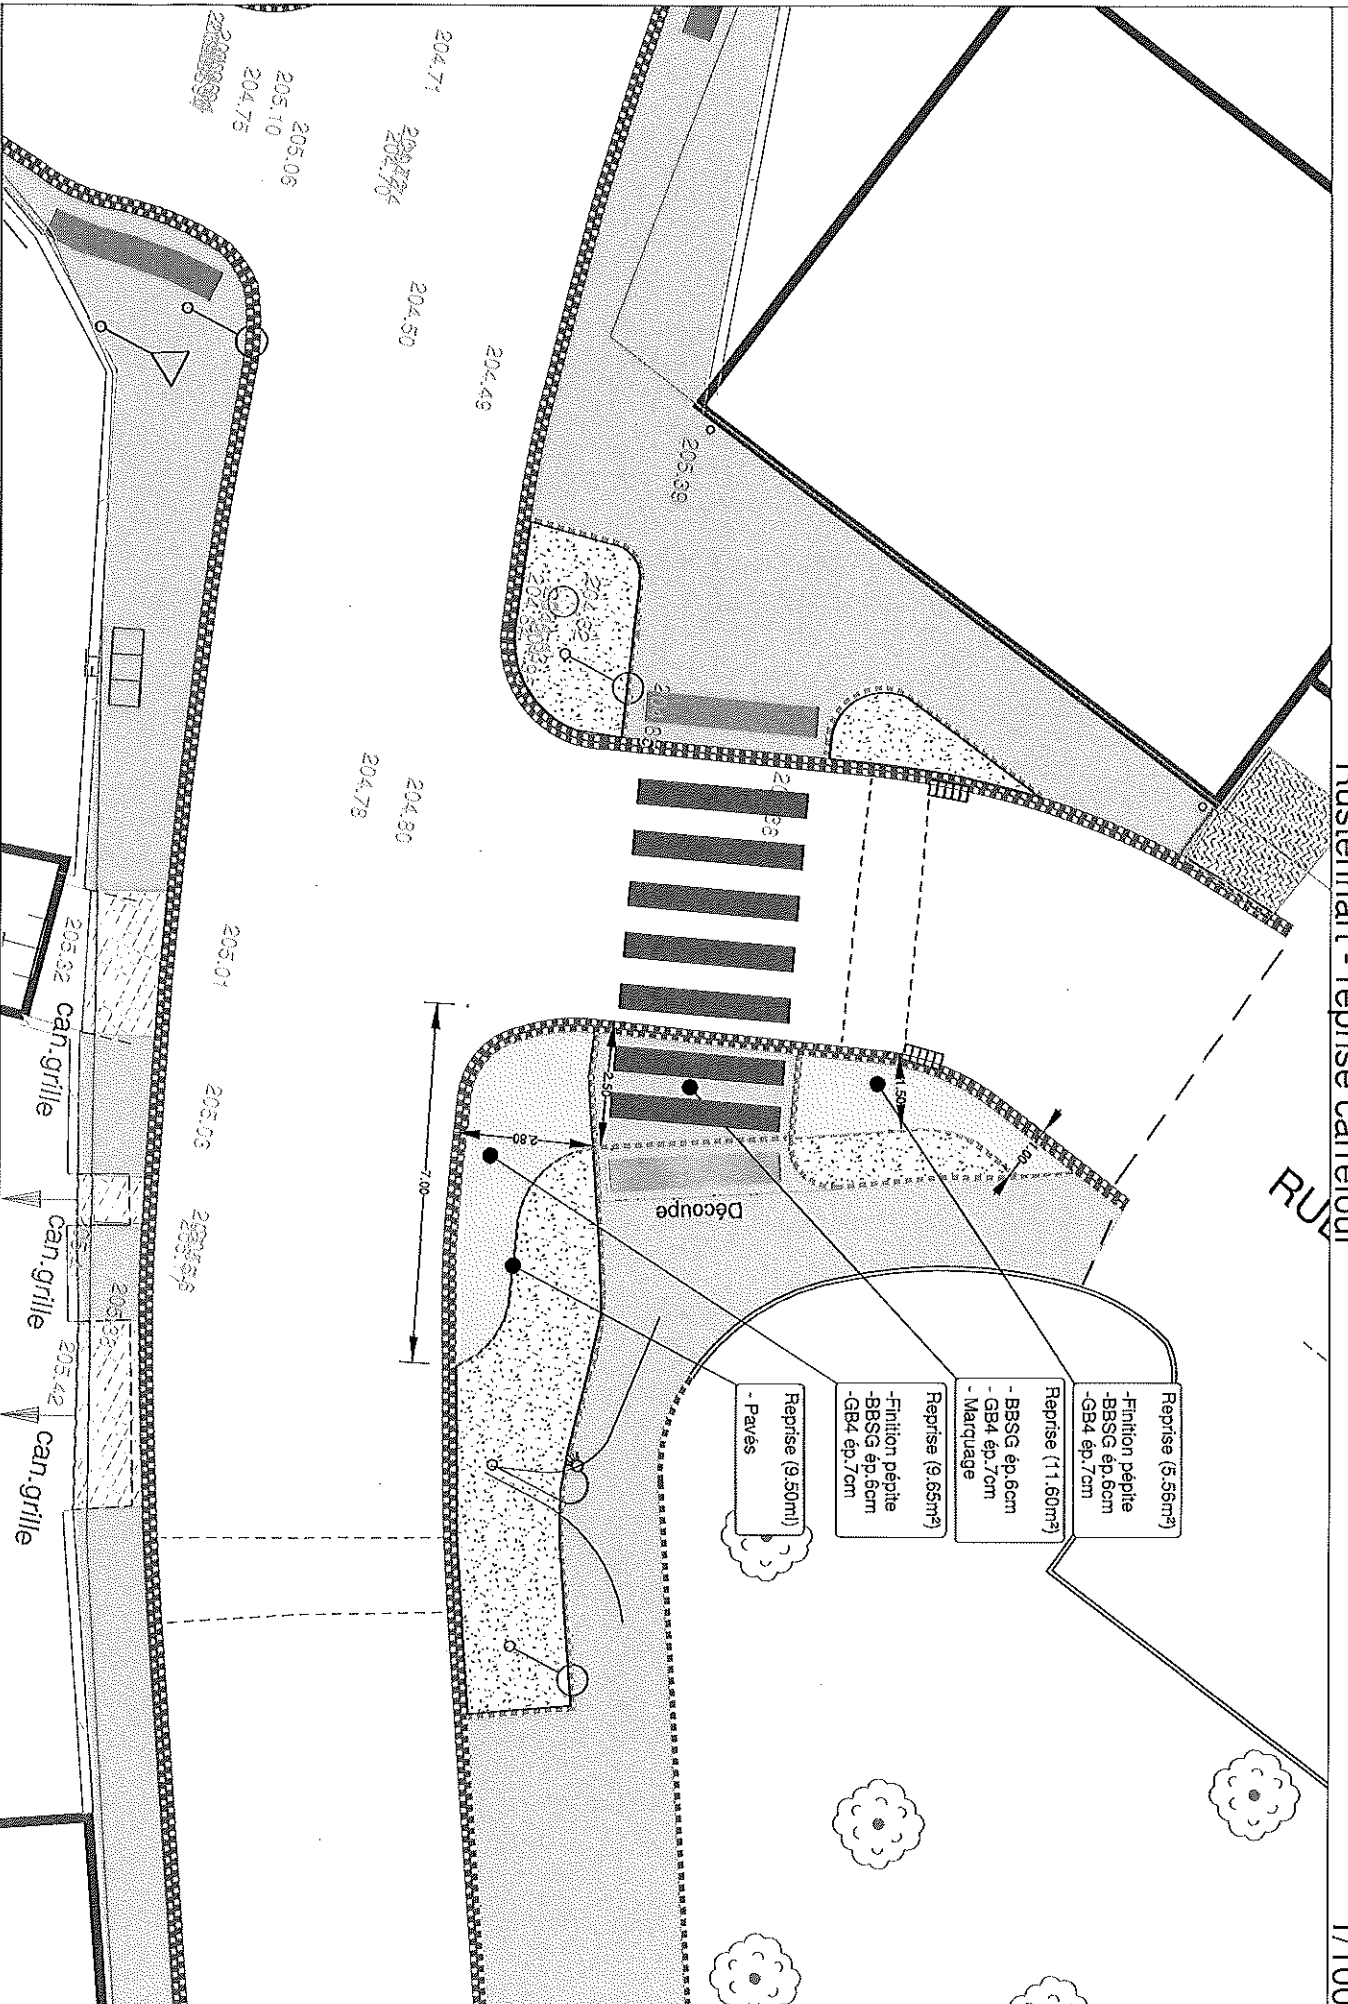 Rustenhart - reprise carrefour
1/100
Reprise (5.56m²)
-Finition pépite
-BBSG ép.6cm
-GB4 ép.7cm
Reprise (11.60m²)
- BBSG ép.6cm
- GB4 ép.7cm
- Marquage
Reprise (9.65m²)
-Finition pépite
-BBSG ép.6cm
-GB4 ép.7cm
Reprise (9.50ml)
- Pavés
Découpe
1.50
1.00
2.50
2.80
7.00
204.71
205.06
205.10
204.75
204.50
204.49
205.39
204.80
204.78
205.01
205.03
205.32
205.42
can.grille
can.grille
can.grille